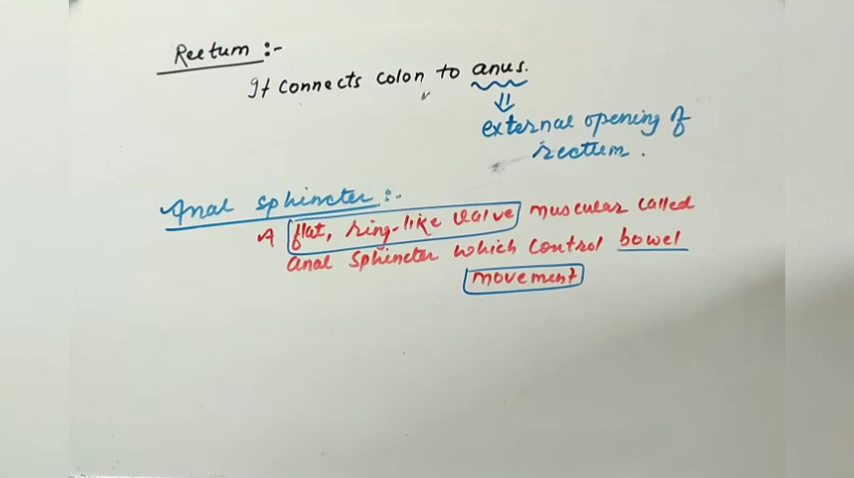 Rectum :-
It connects colon to anus.
external opening of
rectum.
Anal sphincter :-
A flat, ring-like valve muscular called
anal sphincter which control bowel
movement